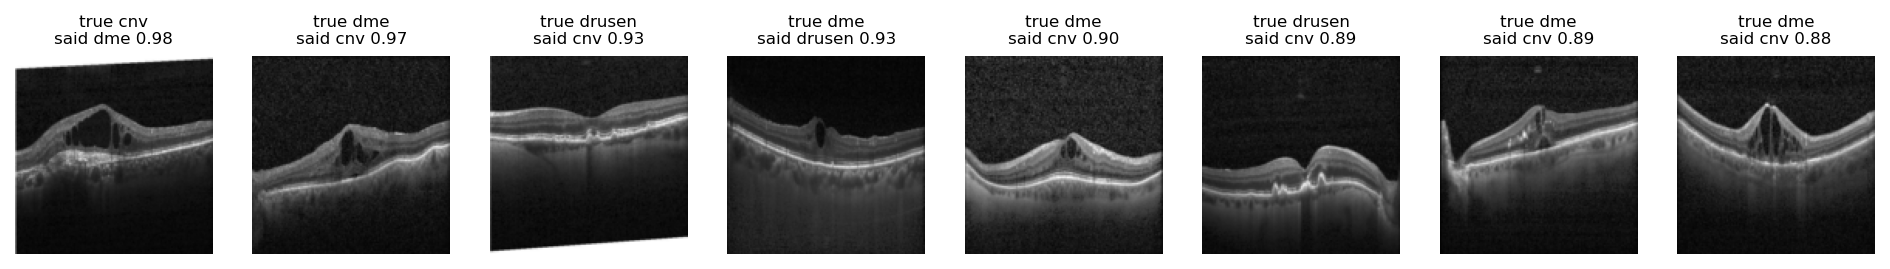 true cnv
said dme 0.98
true dme
said cnv 0.97
true drusen
said cnv 0.93
true dme
said drusen 0.93
true dme
said cnv 0.90
true drusen
said cnv 0.89
true dme
said cnv 0.89
true dme
said cnv 0.88